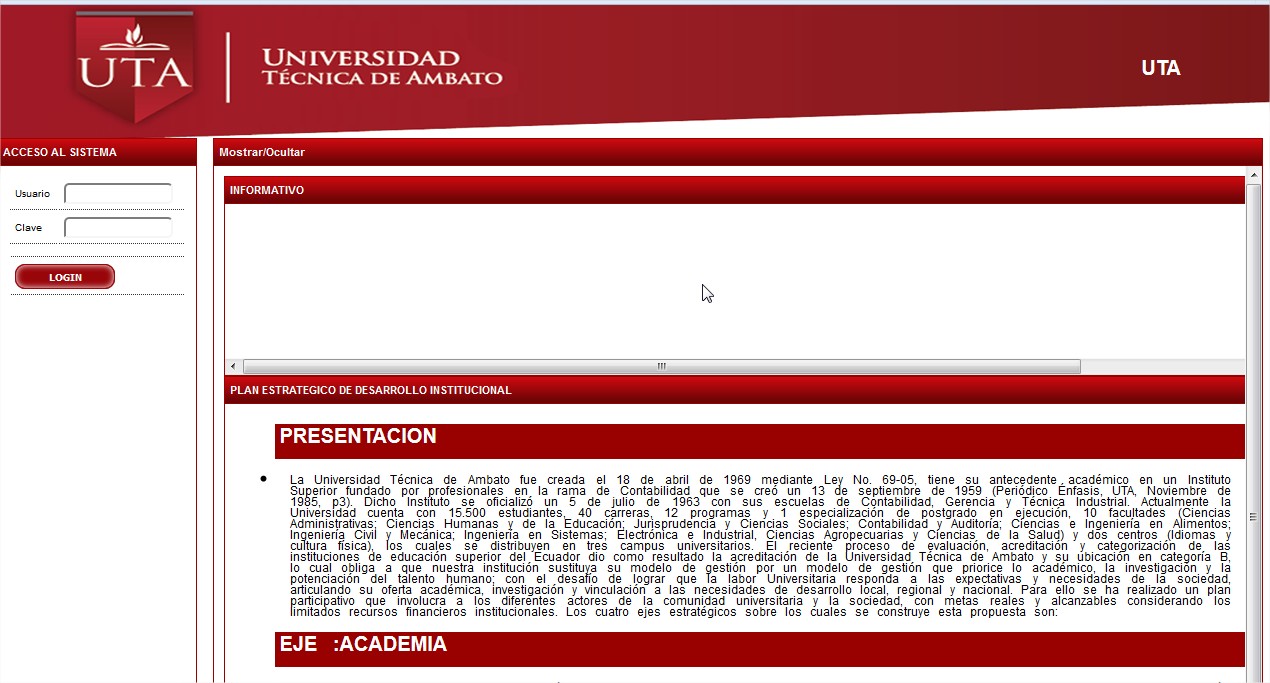 UTA
UNIVERSIDAD
TÉCNICA DE AMBATO
UTA
ACCESO AL SISTEMA
Usuario
Clave
LOGIN
Mostrar/Ocultar
INFORMATIVO
PLAN ESTRATEGICO DE DESARROLLO INSTITUCIONAL
PRESENTACION
La Universidad Técnica de Ambato fue creada el 18 de abril de 1969 mediante Ley No. 69-05, tiene su antecedente académico en un Instituto
Superior fundado por profesionales en la rama de Contabilidad que se creó un 13 de septiembre de 1959 (Periódico Énfasis, UTA, Noviembre de
1985, p3). Dicho Instituto se oficializó un 5 de julio de 1963 con sus escuelas de Contabilidad, Gerencia y Técnica Industrial. Actualmente la
Universidad cuenta con 15.500 estudiantes, 40 carreras, 12 programas y 1 especialización de postgrado en ejecución, 10 facultades (Ciencias
Administrativas; Ciencias Humanas y de la Educación; Jurisprudencia y Ciencias Sociales; Contabilidad y Auditoría; Ciencias e Ingeniería en Alimentos;
Ingeniería Civil y Mecánica; Ingeniería en Sistemas; Electrónica e Industrial, Ciencias Agropecuarias y Ciencias de la Salud) y dos centros (Idiomas y
cultura física), los cuales se distribuyen en tres campus universitarios. El reciente proceso de evaluación, acreditación y categorización de las
instituciones de educación superior del Ecuador dio como resultado la acreditación de la Universidad Técnica de Ambato y su ubicación en categoría B,
lo cual obliga a que nuestra institución sustituya su modelo de gestión por un modelo de gestión que priorice lo académico, la investigación y la
potenciación del talento humano; con el desafío de lograr que la labor Universitaria responda a las expectativas y necesidades de la sociedad,
articulando su oferta académica, investigación y vinculación a las necesidades de desarrollo local, regional y nacional. Para ello se ha realizado un plan
participativo que involucra a los diferentes actores de la comunidad universitaria y la sociedad, con metas reales y alcanzables considerando los
limitados recursos financieros institucionales. Los cuatro ejes estratégicos sobre los cuales se construye esta propuesta son:
EJE :ACADEMIA